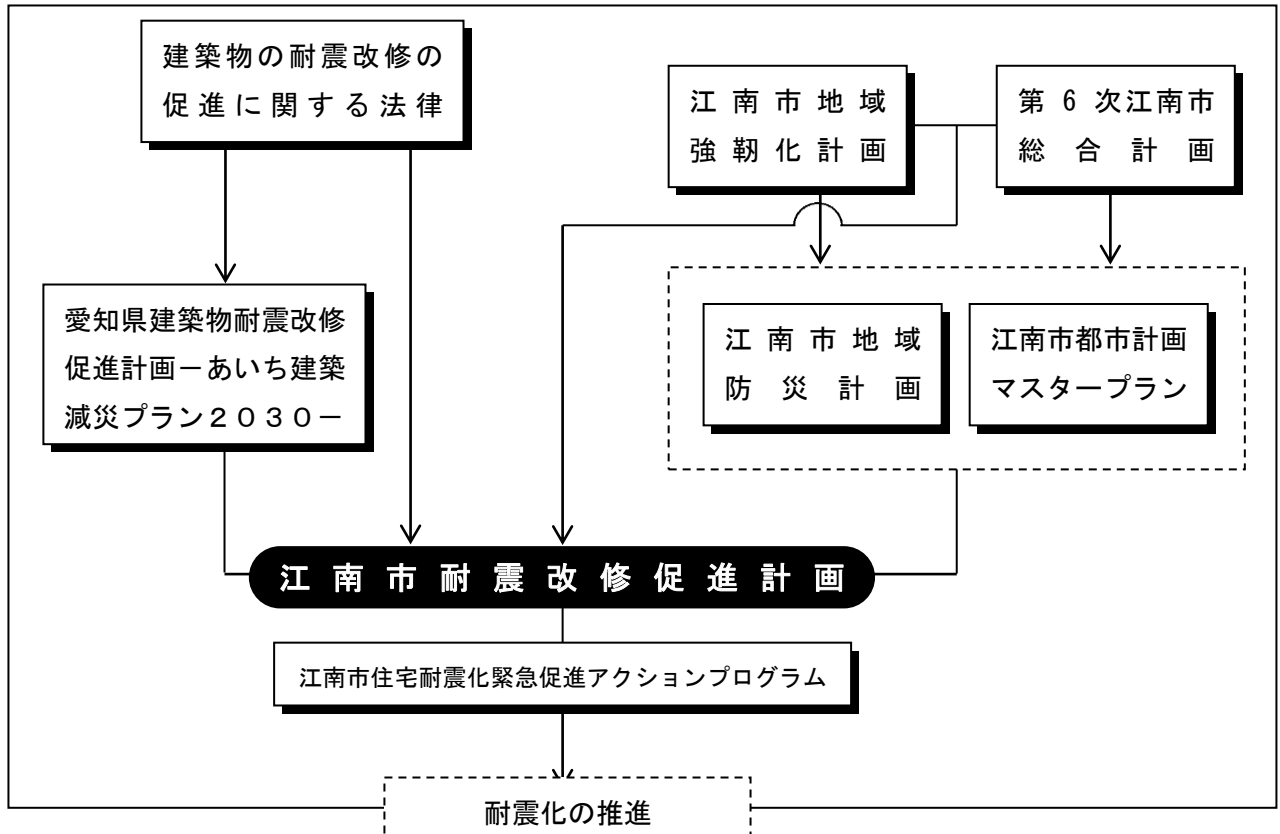 建築物の耐震改修の
促進に関する法律
江南市地域
強靭化計画
第6次江南市
総合計画
愛知県建築物耐震改修
促進計画－あいち建築
減災プラン２０３０－
江南市地域
防災計画
江南市都市計画
マスタープラン
江南市耐震改修促進計画
江南市住宅耐震化緊急促進アクションプログラム
耐震化の推進